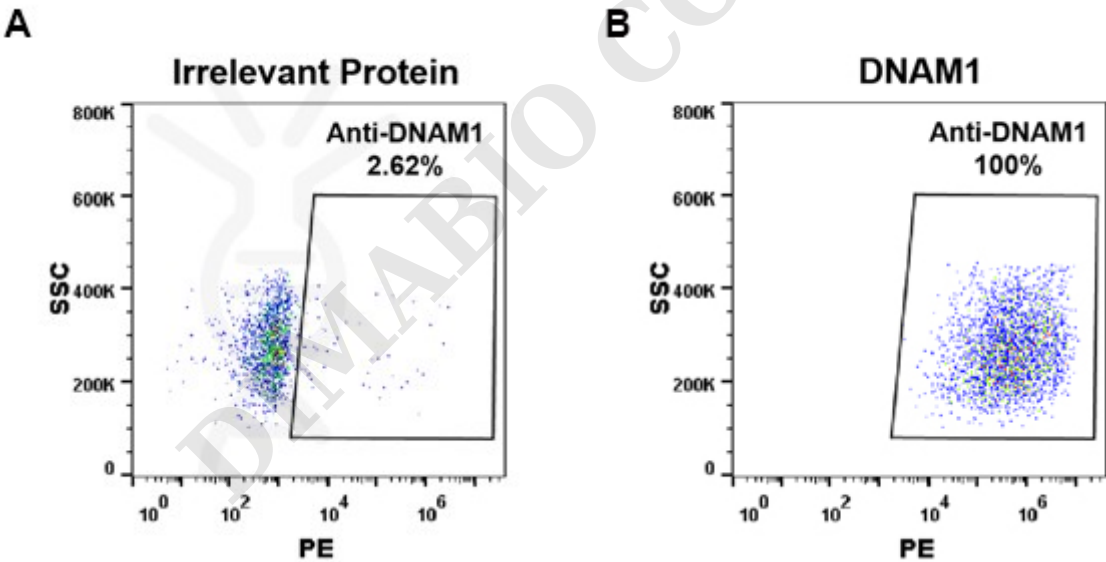 A
Irrelevant Protein
800K
600K
400K
200K
0
SSC
Anti-DNAM1
2.62%
10^0
10^2
10^4
10^6
PE
B
DNAM1
800K
600K
400K
200K
0
SSC
Anti-DNAM1
100%
10^0
10^2
10^4
10^6
PE
DIMABIO CO